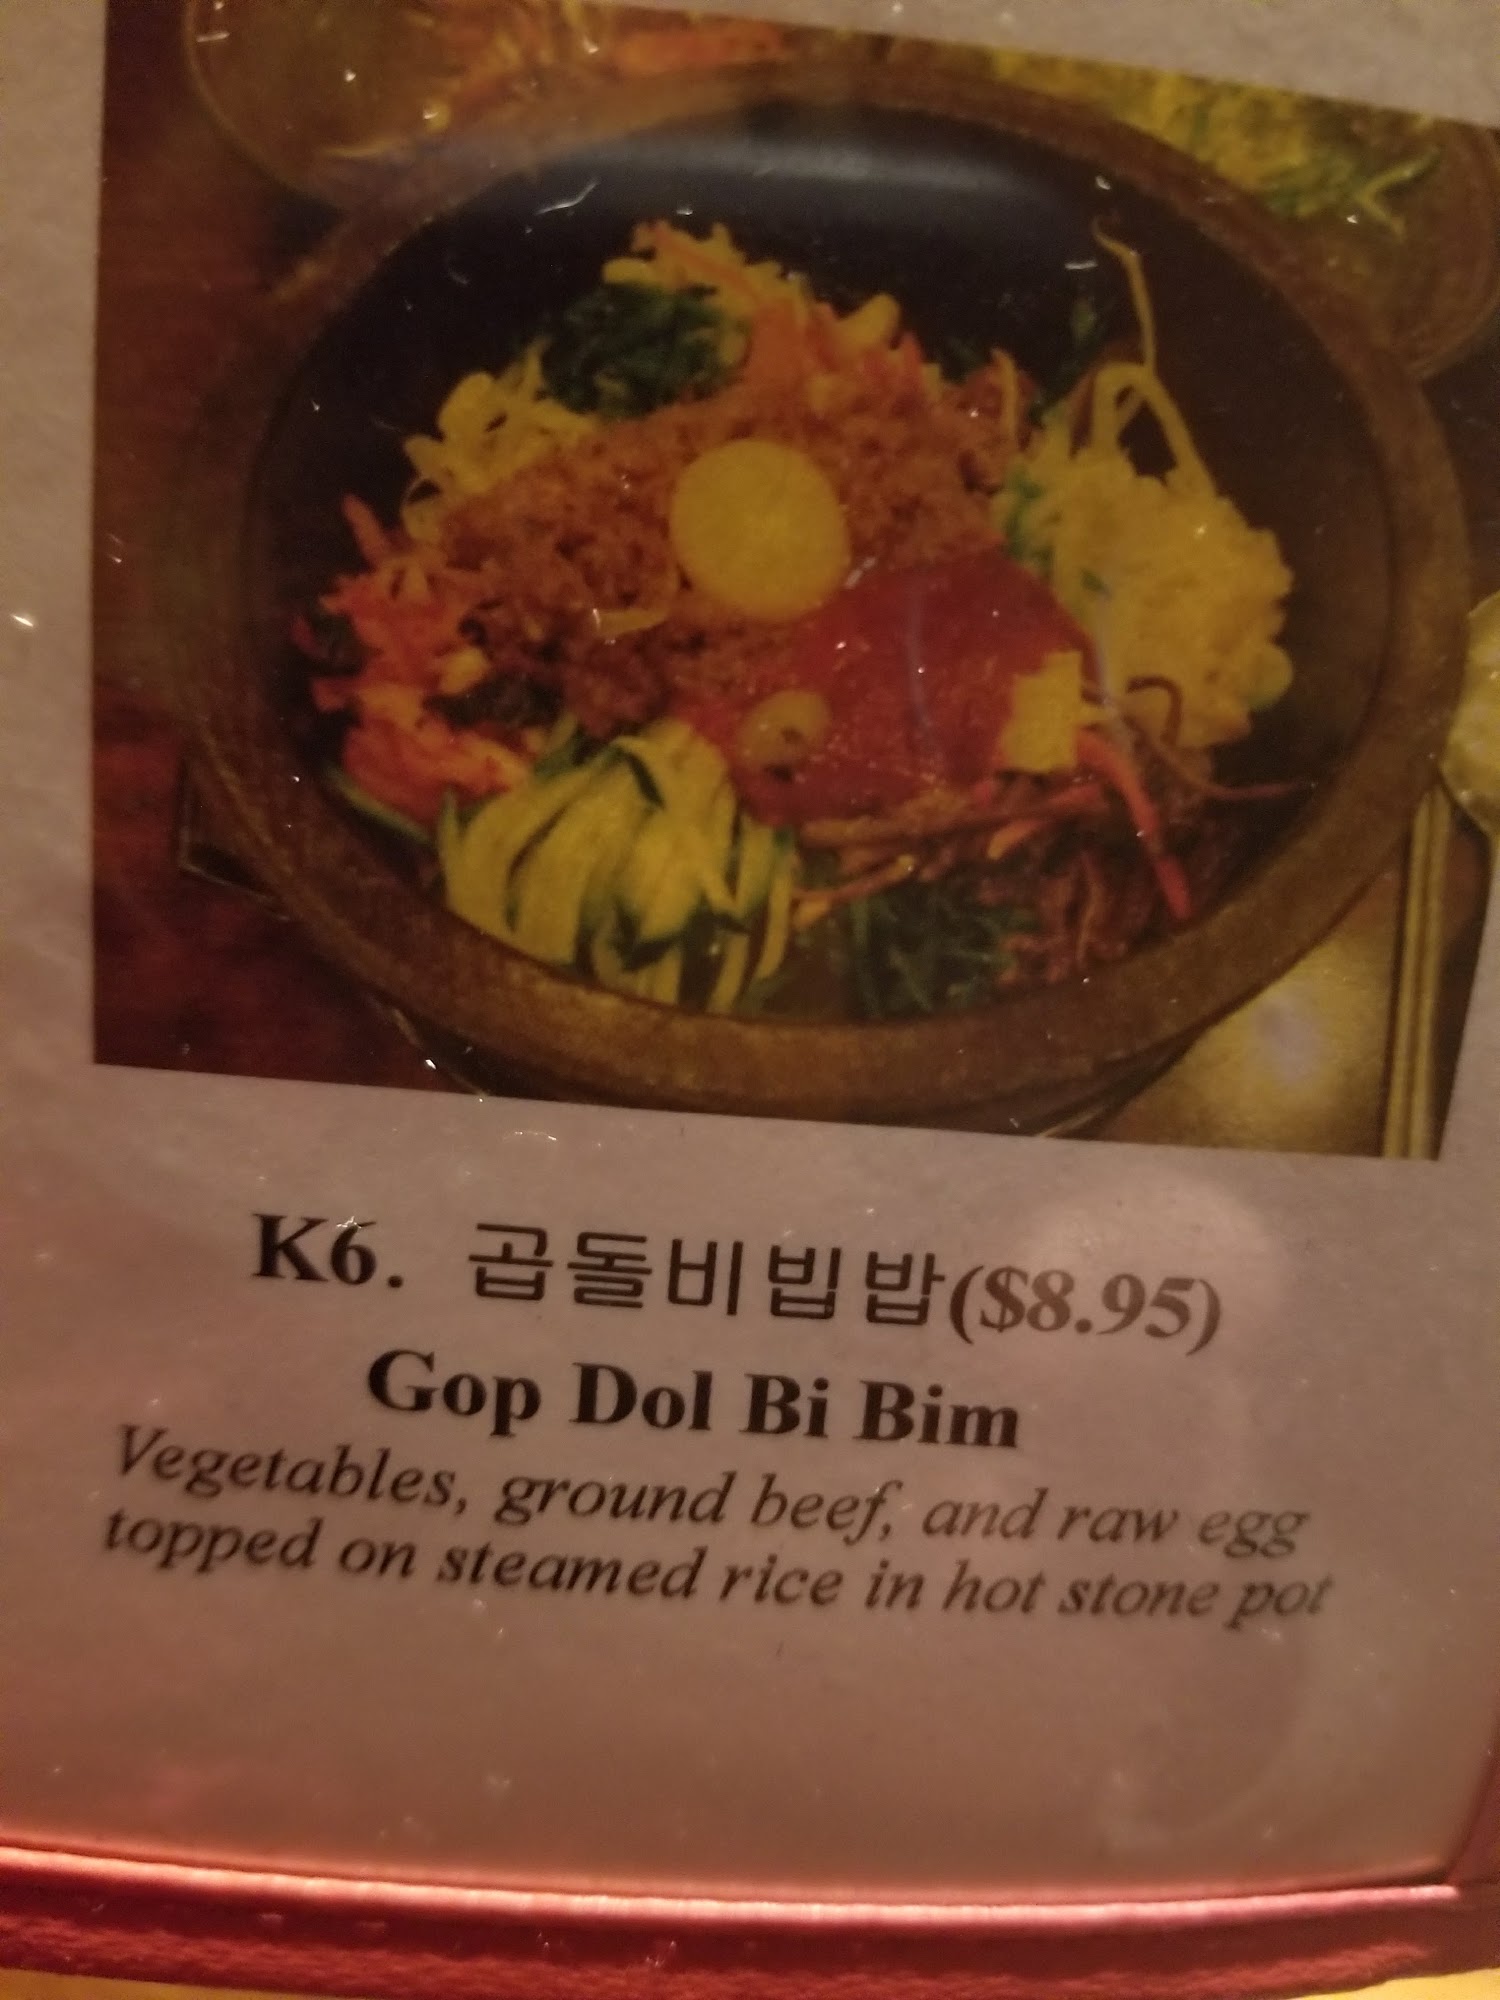 K6. 곱돌비빔밥($8.95)
Gop Dol Bi Bim
Vegetables, ground beef, and raw egg
topped on steamed rice in hot stone pot